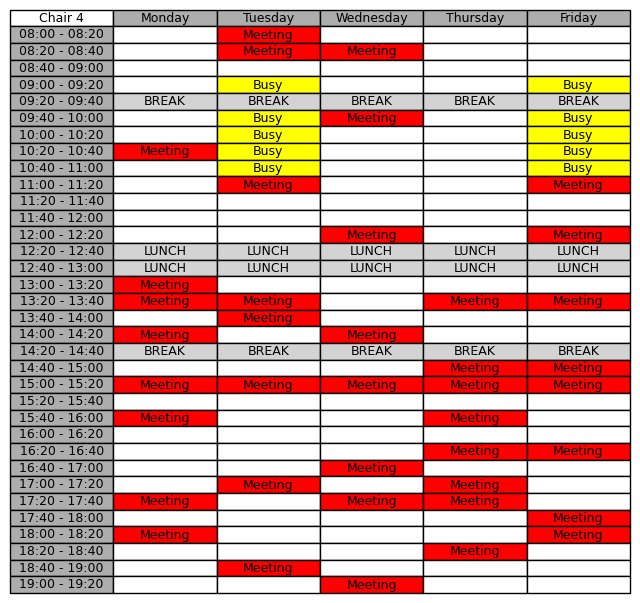 Chair 4 Monday Tuesday Wednesday Thursday Friday
08:00 - 08:20 Meeting
08:20 - 08:40 Meeting Meeting
08:40 - 09:00
09:00 - 09:20 Busy Busy
09:20 - 09:40 BREAK BREAK BREAK BREAK BREAK
09:40 - 10:00 Busy Meeting Busy
10:00 - 10:20 Busy Busy
10:20 - 10:40 Meeting Busy Busy
10:40 - 11:00 Busy Busy
11:00 - 11:20 Meeting Meeting
11:20 - 11:40
11:40 - 12:00
12:00 - 12:20 Meeting Meeting
12:20 - 12:40 LUNCH LUNCH LUNCH LUNCH LUNCH
12:40 - 13:00 LUNCH LUNCH LUNCH LUNCH LUNCH
13:00 - 13:20 Meeting
13:20 - 13:40 Meeting Meeting Meeting Meeting
13:40 - 14:00 Meeting
14:00 - 14:20 Meeting Meeting
14:20 - 14:40 BREAK BREAK BREAK BREAK BREAK
14:40 - 15:00 Meeting Meeting
15:00 - 15:20 Meeting Meeting Meeting Meeting Meeting
15:20 - 15:40
15:40 - 16:00 Meeting Meeting
16:00 - 16:20
16:20 - 16:40 Meeting Meeting
16:40 - 17:00 Meeting
17:00 - 17:20 Meeting Meeting
17:20 - 17:40 Meeting Meeting Meeting
17:40 - 18:00 Meeting
18:00 - 18:20 Meeting Meeting
18:20 - 18:40 Meeting
18:40 - 19:00 Meeting
19:00 - 19:20 Meeting